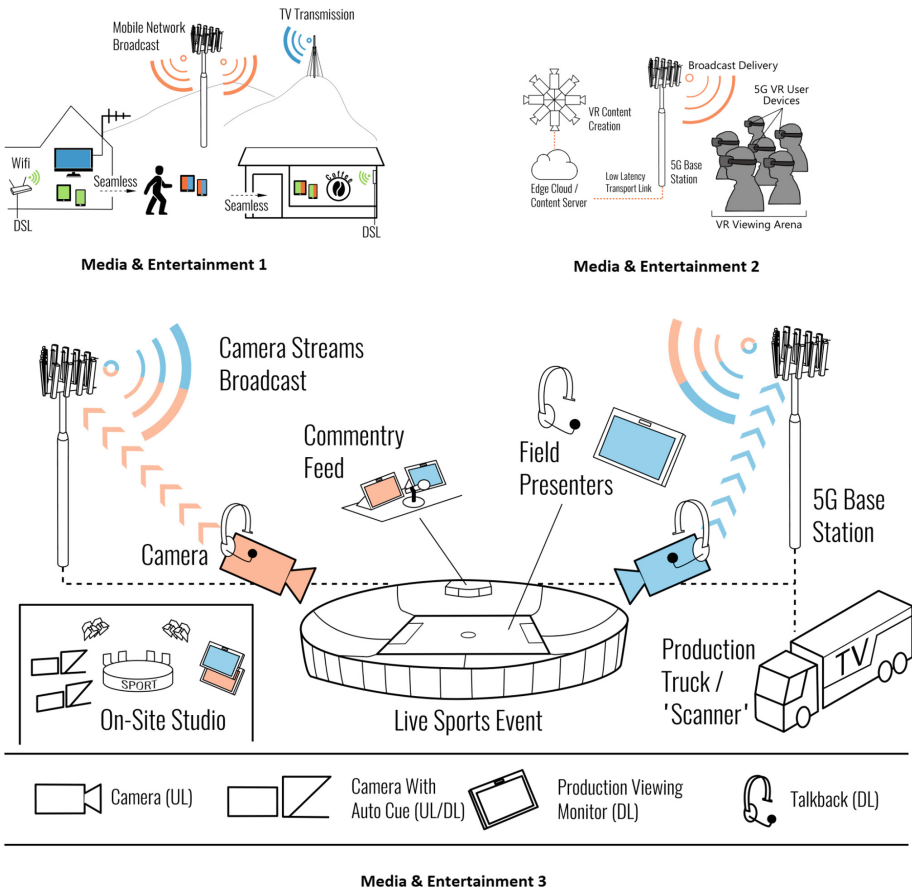 Mobile Network
Broadcast
TV Transmission
Wifi
Seamless
DSL
Coffee
Seamless
DSL
Media & Entertainment 1
VR Content
Creation
Edge Cloud /
Content Server
Low Latency
Transport Link
Broadcast Delivery
5G VR User
Devices
5G Base
Station
VR Viewing Arena
Media & Entertainment 2
Camera Streams
Broadcast
Commentry
Feed
Field
Presenters
5G Base
Station
Camera
SPORT
On-Site Studio
Live Sports Event
Production
Truck /
'Scanner'
TV
Camera (UL)
Camera With
Auto Cue (UL/DL)
Production Viewing
Monitor (DL)
Talkback (DL)
Media & Entertainment 3